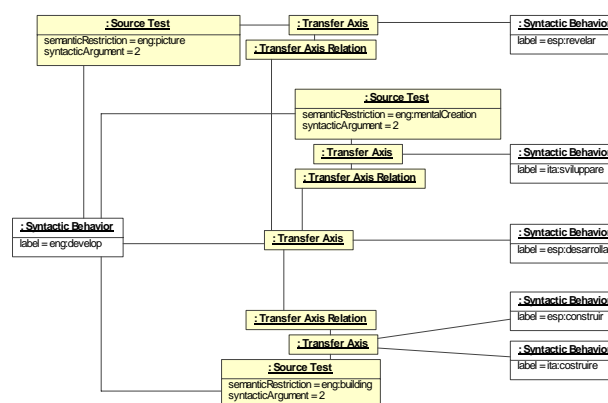 : Source Test
semanticRestriction = eng:picture
syntacticArgument = 2
: Transfer Axis
: Transfer Axis Relation
: Syntactic Behavior
label = esp:revelar
: Source Test
semanticRestriction = eng:mentalCreation
syntacticArgument = 2
: Transfer Axis
: Transfer Axis Relation
: Syntactic Behavior
label = ita:sviluppare
: Syntactic Behavior
label = eng:develop
: Transfer Axis
: Syntactic Behavior
label = esp:desarrolla
: Transfer Axis Relation
: Transfer Axis
: Syntactic Behavior
label = esp:construir
: Syntactic Behavior
label = ita:costruire
: Source Test
semanticRestriction = eng:building
syntacticArgument = 2